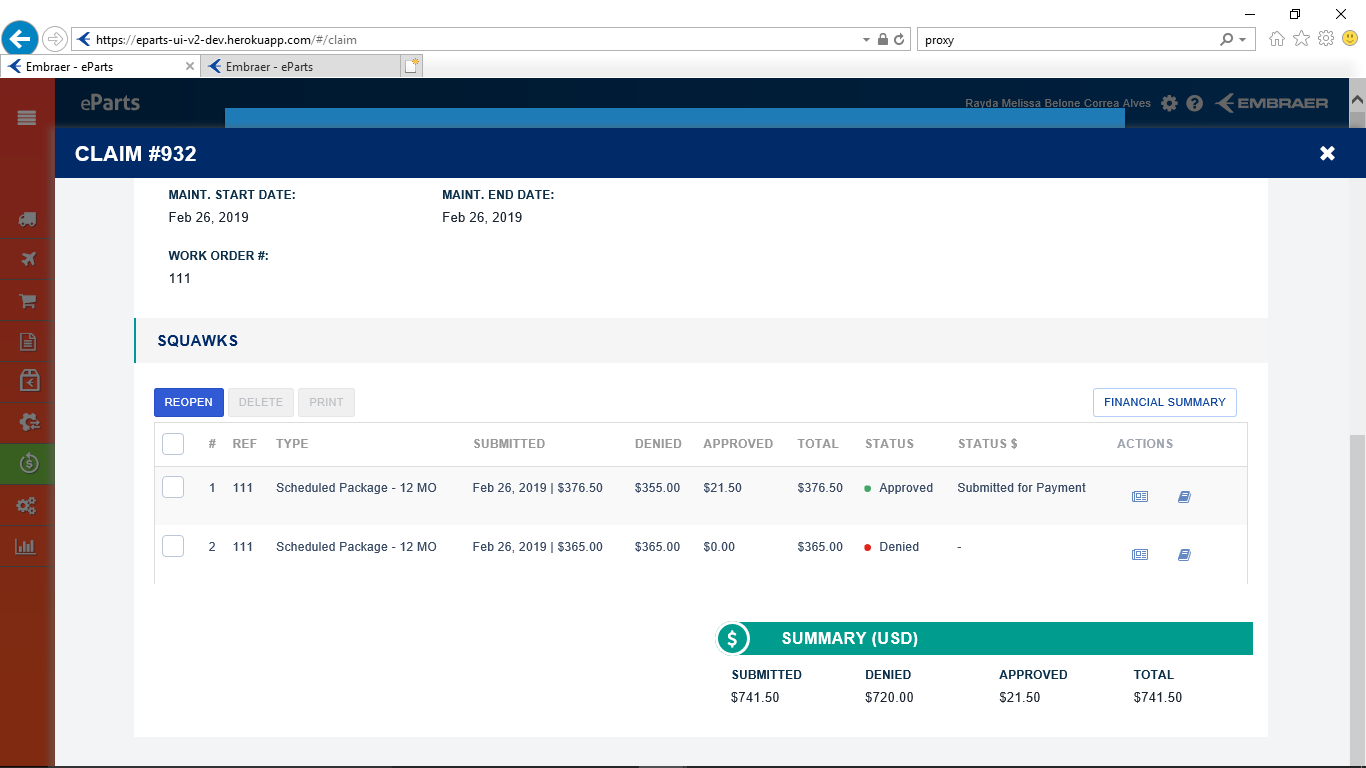 https://eparts-ui-v2-dev.herokuapp.com/#/claim
proxy
Embraer - eParts
Embraer - eParts
eParts
Rayda Melissa Belone Correa Alves
EMBRAER
CLAIM #932
MAINT. START DATE: MAINT. END DATE:
Feb 26, 2019 Feb 26, 2019
WORK ORDER #:
111
SQUAWKS
REOPEN DELETE PRINT FINANCIAL SUMMARY
# REF TYPE SUBMITTED DENIED APPROVED TOTAL STATUS STATUS $ ACTIONS
1 111 Scheduled Package - 12 MO Feb 26, 2019 | $376.50 $355.00 $21.50 $376.50 Approved Submitted for Payment
2 111 Scheduled Package - 12 MO Feb 26, 2019 | $365.00 $365.00 $0.00 $365.00 Denied -
$ SUMMARY (USD)
SUBMITTED DENIED APPROVED TOTAL
$741.50 $720.00 $21.50 $741.50